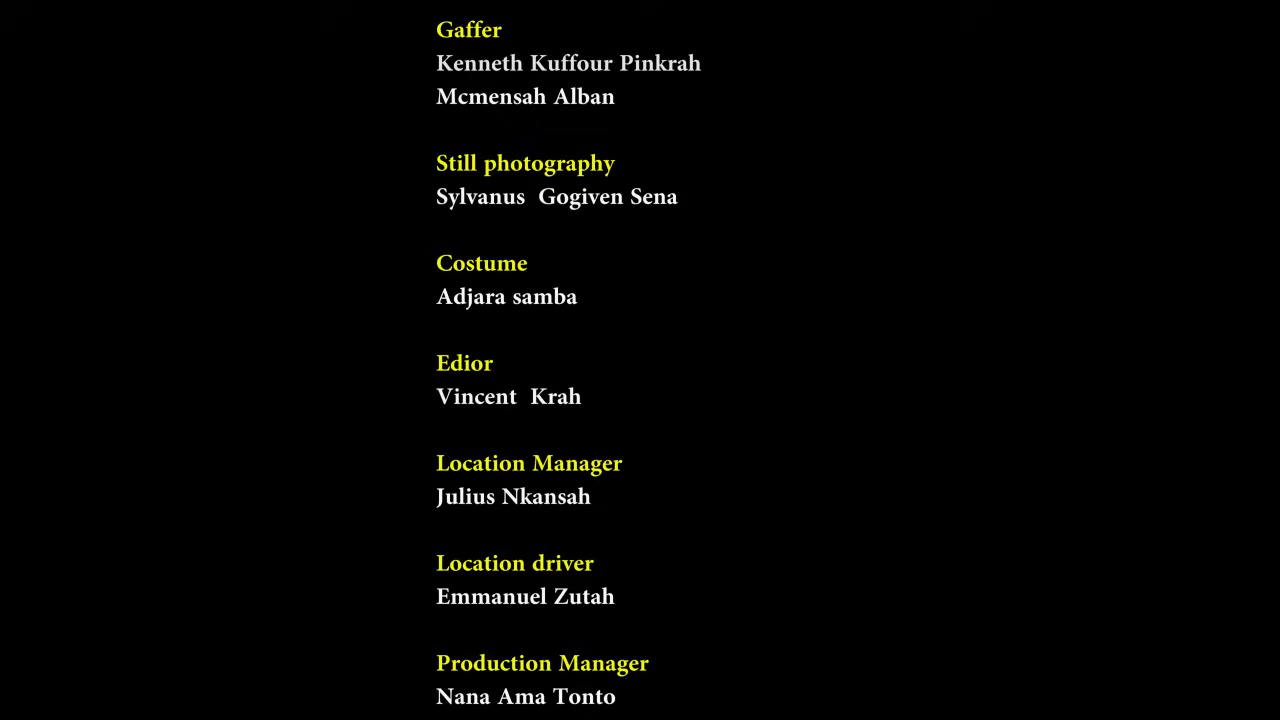 Gaffer
Kenneth Kuffour Pinkrah
Mcmensah Alban
Still photography
Sylvanus  Gogiven Sena
Costume
Adjara samba
Edior
Vincent  Krah
Location Manager
Julius Nkansah
Location driver
Emmanuel Zutah
Production Manager
Nana Ama Tonto